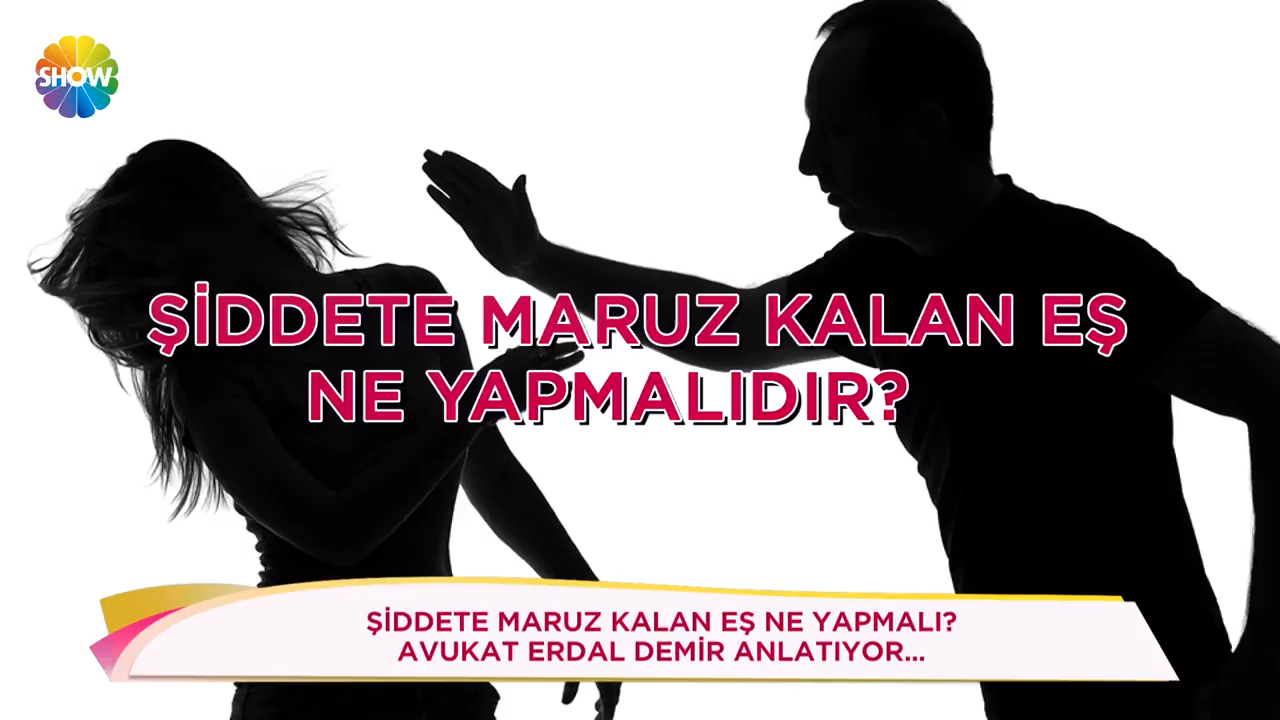 SHOW
ŞİDDETE MARUZ KALAN EŞ
NE YAPMALIDIR?
ŞİDDETE MARUZ KALAN EŞ NE YAPMALI?
AVUKAT ERDAL DEMİR ANLATIYOR...